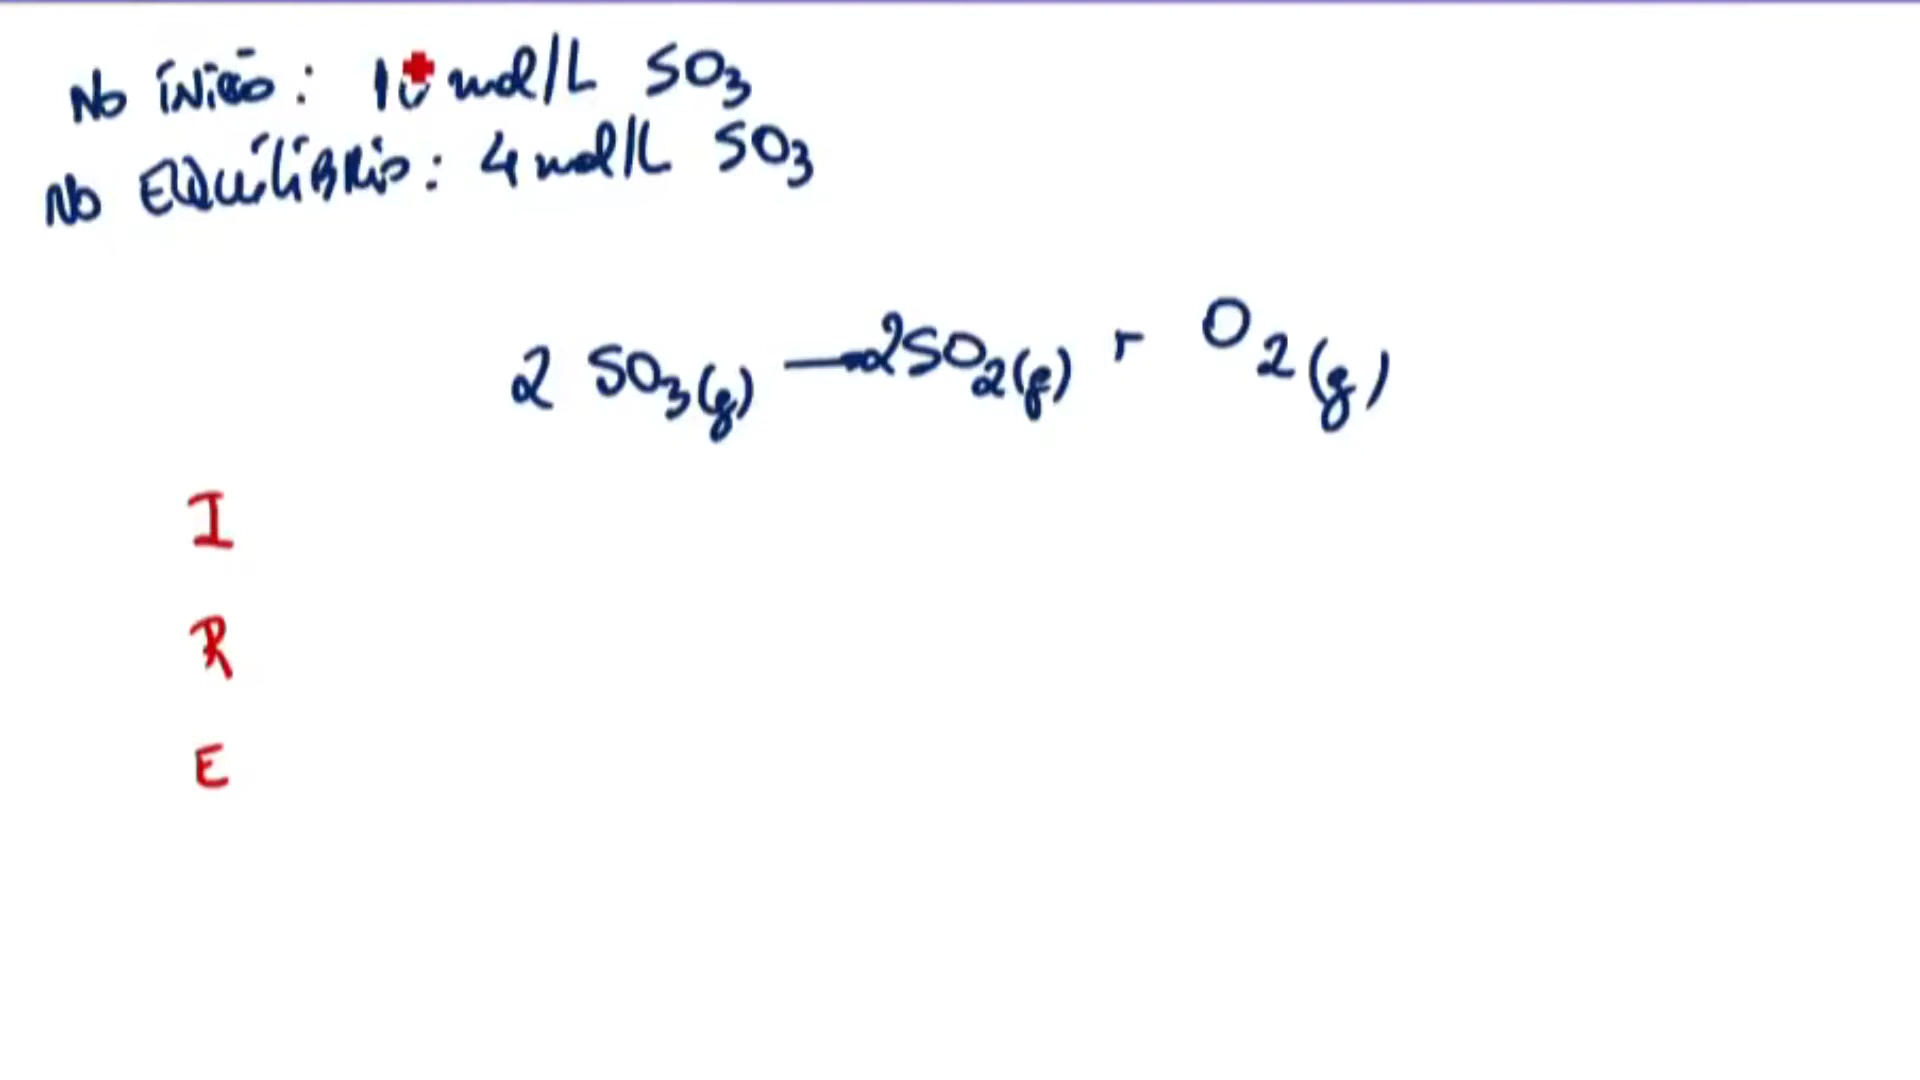 No início: 10 mol/L SO₃
No EQuilíBRio: 4 mol/L SO₃
2 SO₃(g) → 2SO₂(g) + O₂(g)
I
R
E